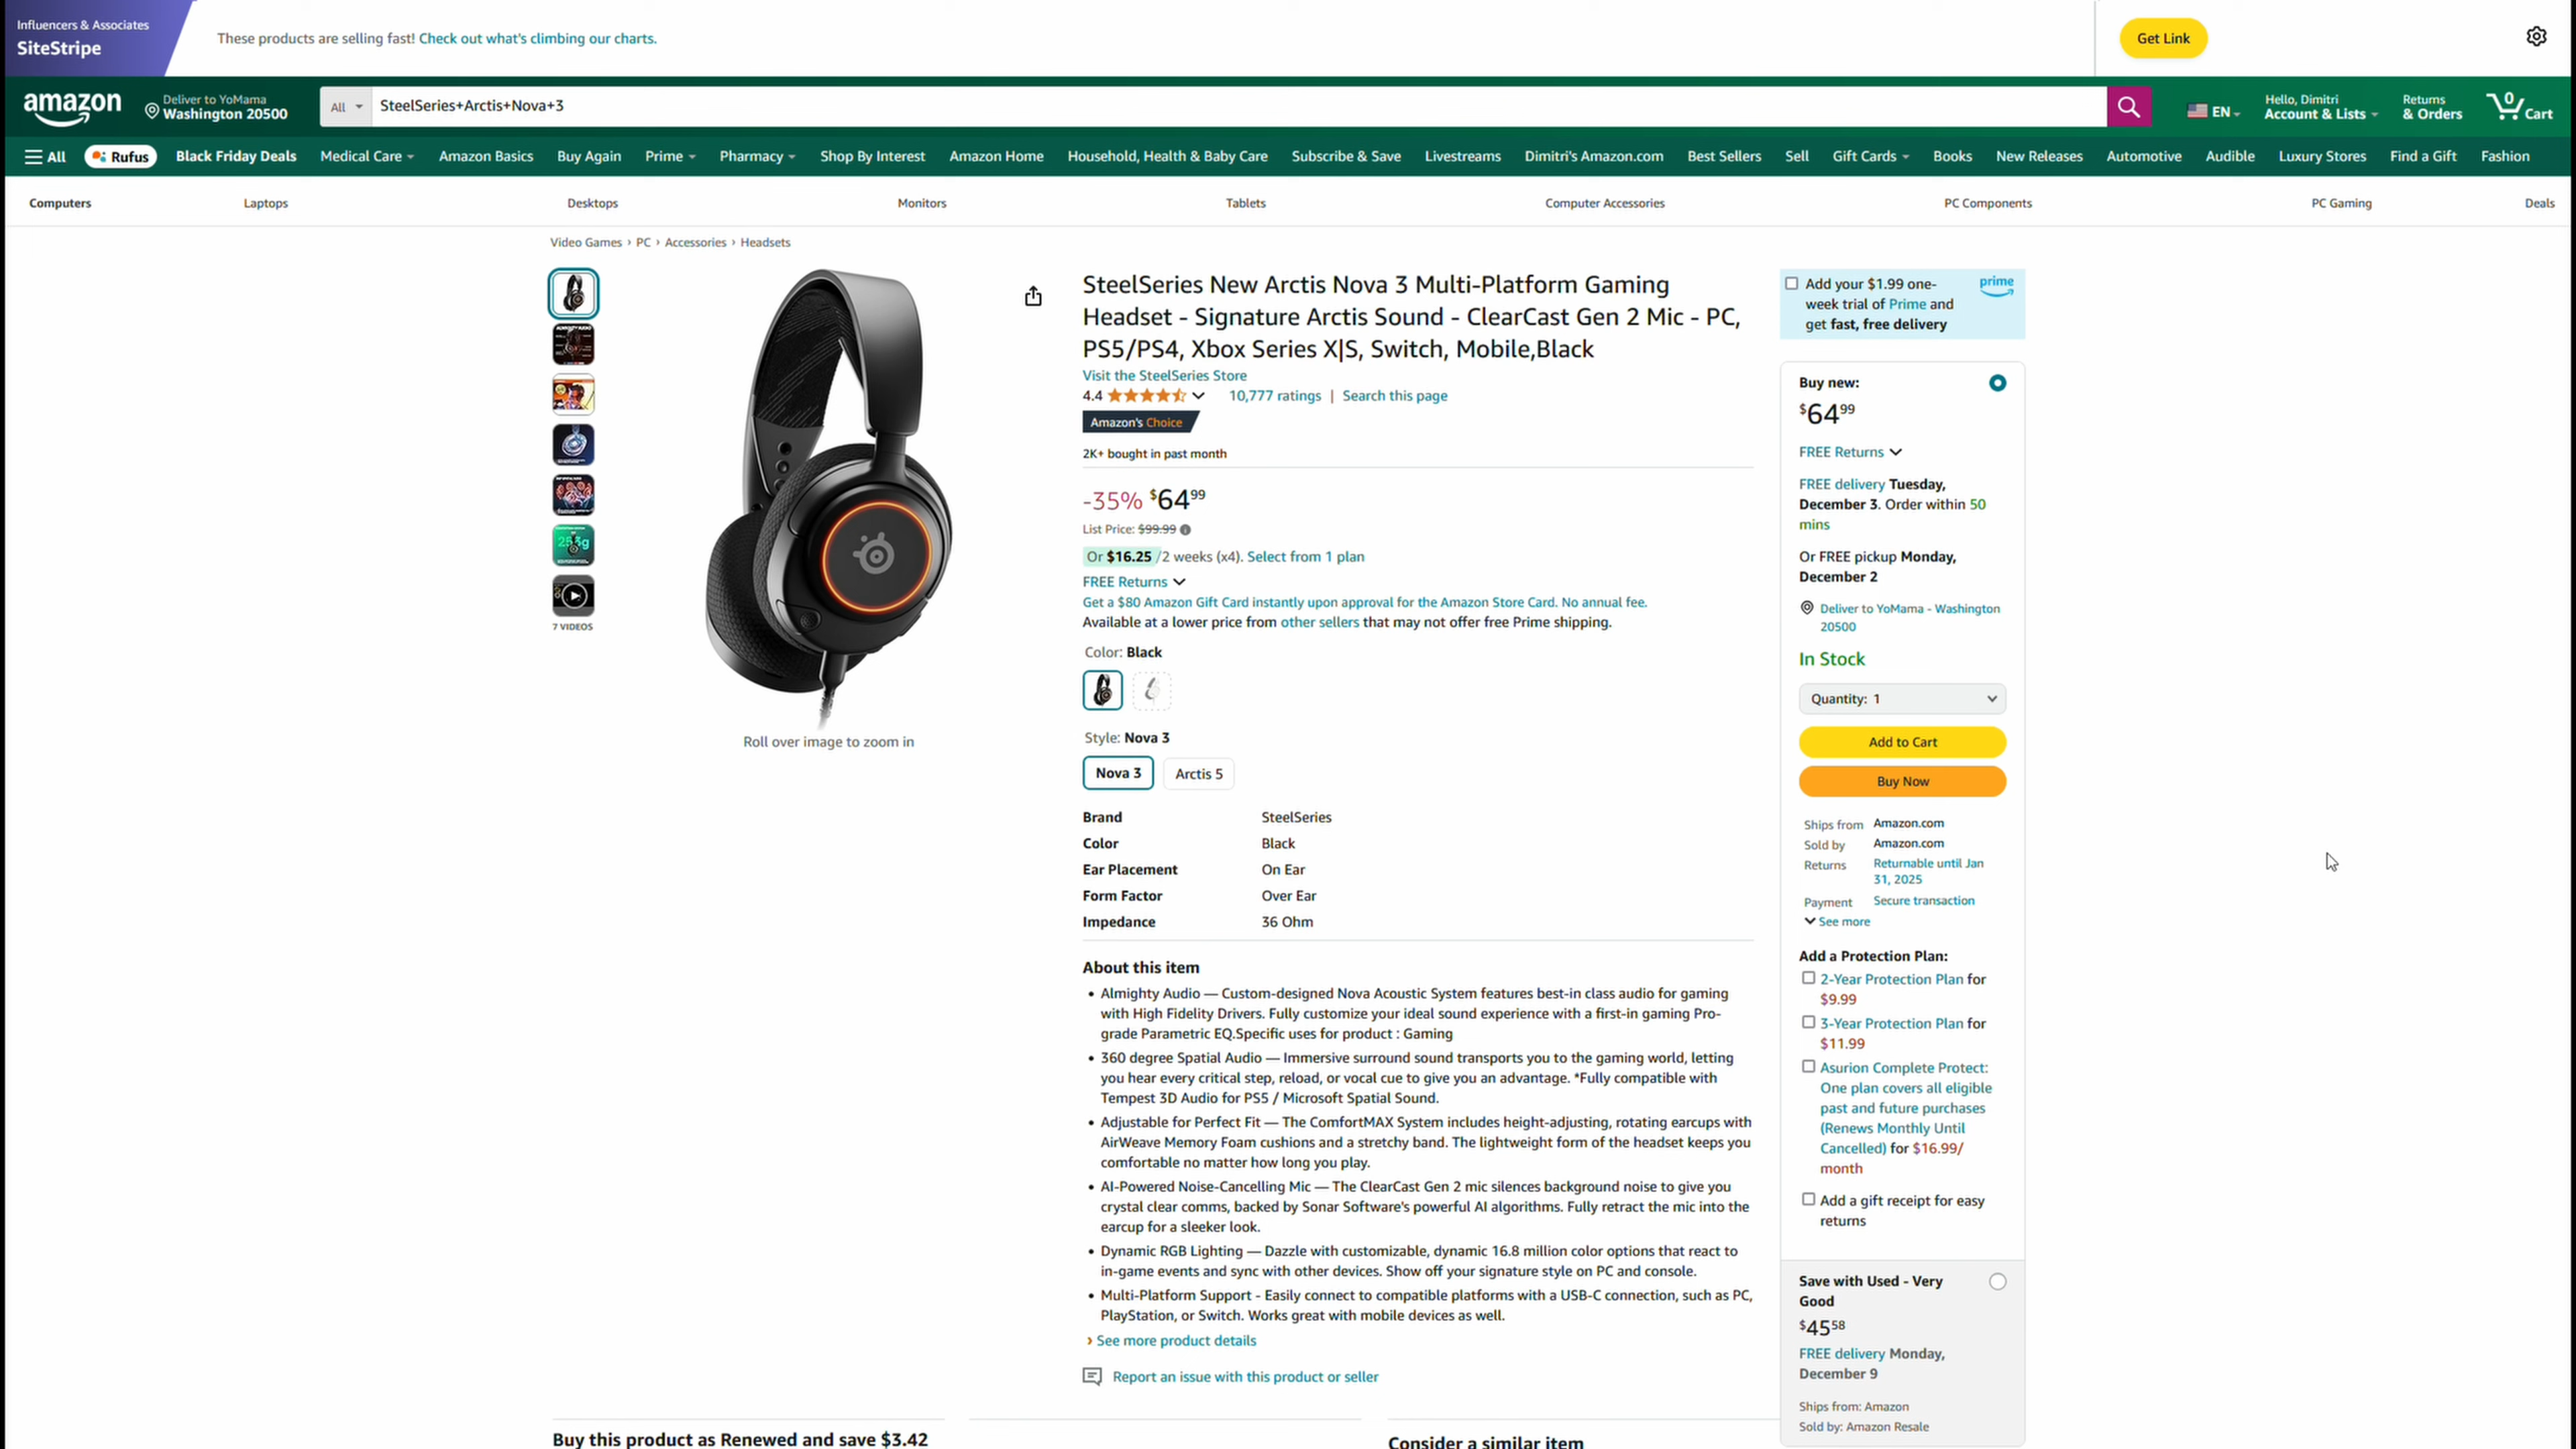 Influencers & Associates
SiteStripe
These products are selling fast! Check out what's climbing our charts.
Get Link
amazon
Deliver to YoMama
Washington 20500
All
SteelSeries+Arctis+Nova+3
EN
Hello, Dimitri
Account & Lists
Returns
& Orders
0
Cart
All
Rufus
Black Friday Deals
Medical Care
Amazon Basics
Buy Again
Prime
Pharmacy
Shop By Interest
Amazon Home
Household, Health & Baby Care
Subscribe & Save
Livestreams
Dimitri's Amazon.com
Best Sellers
Sell
Gift Cards
Books
New Releases
Automotive
Audible
Luxury Stores
Find a Gift
Fashion
Computers
Laptops
Desktops
Monitors
Tablets
Computer Accessories
PC Components
PC Gaming
Deals
Video Games › PC › Accessories › Headsets
7 VIDEOS
Roll over image to zoom in
SteelSeries New Arctis Nova 3 Multi-Platform Gaming
Headset - Signature Arctis Sound - ClearCast Gen 2 Mic - PC,
PS5/PS4, Xbox Series X|S, Switch, Mobile,Black
Visit the SteelSeries Store
4.4
10,777 ratings | Search this page
Amazon's Choice
2K+ bought in past month
-35% $64 99
List Price: $99.99
Or $16.25 /2 weeks (x4). Select from 1 plan
FREE Returns
Get a $80 Amazon Gift Card instantly upon approval for the Amazon Store Card. No annual fee.
Available at a lower price from other sellers that may not offer free Prime shipping.
Color: Black
Style: Nova 3
Nova 3
Arctis 5
Brand SteelSeries
Color Black
Ear Placement On Ear
Form Factor Over Ear
Impedance 36 Ohm
About this item
• Almighty Audio — Custom-designed Nova Acoustic System features best-in class audio for gaming
with High Fidelity Drivers. Fully customize your ideal sound experience with a first-in gaming Pro-
grade Parametric EQ.Specific uses for product : Gaming
• 360 degree Spatial Audio — Immersive surround sound transports you to the gaming world, letting
you hear every critical step, reload, or vocal cue to give you an advantage. *Fully compatible with
Tempest 3D Audio for PS5 / Microsoft Spatial Sound.
• Adjustable for Perfect Fit — The ComfortMAX System includes height-adjusting, rotating earcups with
AirWeave Memory Foam cushions and a stretchy band. The lightweight form of the headset keeps you
comfortable no matter how long you play.
• AI-Powered Noise-Cancelling Mic — The ClearCast Gen 2 mic silences background noise to give you
crystal clear comms, backed by Sonar Software's powerful AI algorithms. Fully retract the mic into the
earcup for a sleeker look.
• Dynamic RGB Lighting — Dazzle with customizable, dynamic 16.8 million color options that react to
in-game events and sync with other devices. Show off your signature style on PC and console.
• Multi-Platform Support - Easily connect to compatible platforms with a USB-C connection, such as PC,
PlayStation, or Switch. Works great with mobile devices as well.
› See more product details
Report an issue with this product or seller
Add your $1.99 one-
week trial of Prime and
get fast, free delivery
prime
Buy new:
$64 99
FREE Returns
FREE delivery Tuesday,
December 3. Order within 50
mins
Or FREE pickup Monday,
December 2
Deliver to YoMama - Washington
20500
In Stock
Quantity: 1
Add to Cart
Buy Now
Ships from Amazon.com
Sold by Amazon.com
Returns Returnable until Jan
31, 2025
Payment Secure transaction
See more
Add a Protection Plan:
2-Year Protection Plan for
$9.99
3-Year Protection Plan for
$11.99
Asurion Complete Protect:
One plan covers all eligible
past and future purchases
(Renews Monthly Until
Cancelled) for $16.99/
month
Add a gift receipt for easy
returns
Save with Used - Very
Good
$45 58
FREE delivery Monday,
December 9
Ships from: Amazon
Sold by: Amazon Resale
Buy this product as Renewed and save $3.42
Consider a similar item